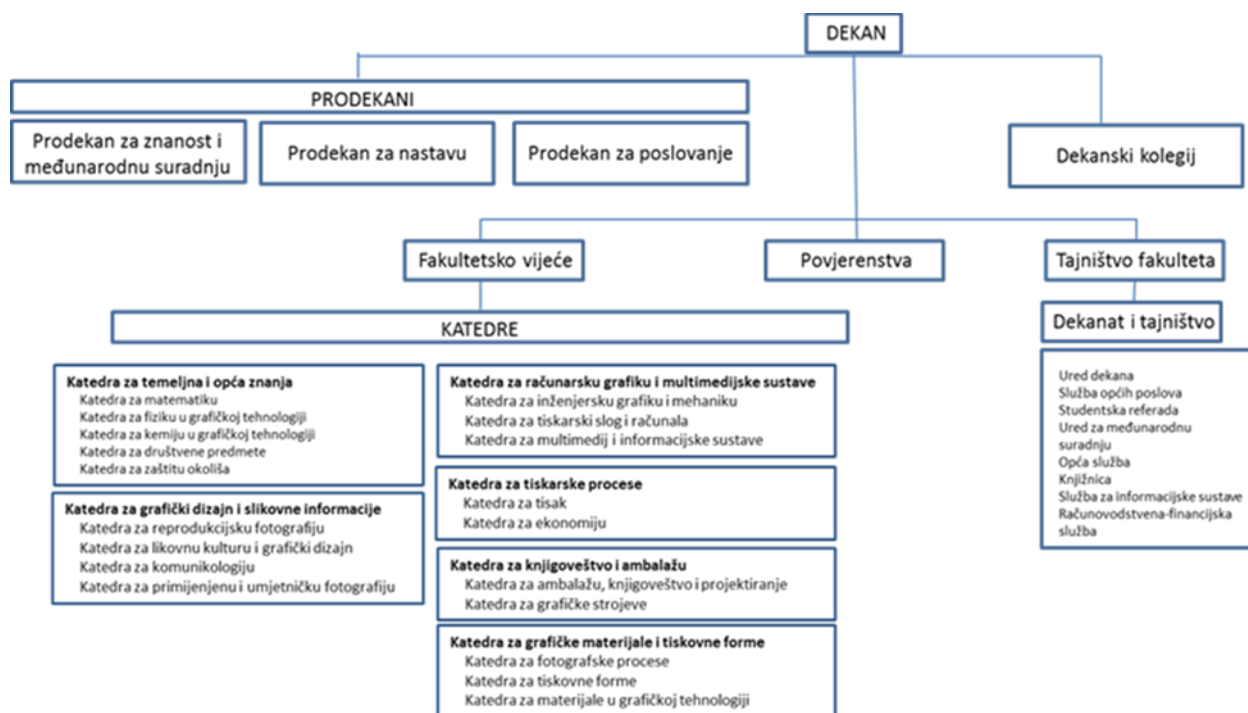 DEKAN
PRODEKANI
Prodekan za znanost i
međunarodnu suradnju
Prodekan za nastavu
Prodekan za poslovanje
Dekanski kolegij
Fakultetsko vijeće
Povjerenstva
Tajništvo fakulteta
KATEDRE
Dekanat i tajništvo
Katedra za temeljna i opća znanja
Katedra za matematiku
Katedra za fiziku u grafičkoj tehnologiji
Katedra za kemiju u grafičkoj tehnologiji
Katedra za društvene predmete
Katedra za zaštitu okoliša
Katedra za grafički dizajn i slikovne informacije
Katedra za reprodukcijsku fotografiju
Katedra za likovnu kulturu i grafički dizajn
Katedra za komunikologiju
Katedra za primijenjenu i umjetničku fotografiju
Katedra za računarsku grafiku i multimedijske sustave
Katedra za inženjersku grafiku i mehaniku
Katedra za tiskarski slog i računala
Katedra za multimedij i informacijske sustave
Katedra za tiskarske procese
Katedra za tisak
Katedra za ekonomiju
Katedra za knjigoveštvo i ambalažu
Katedra za ambalažu, knjigoveštvo i projektiranje
Katedra za grafičke strojeve
Katedra za grafičke materijale i tiskovne forme
Katedra za fotografske procese
Katedra za tiskovne forme
Katedra za materijale u grafičkoj tehnologiji
Ured dekana
Služba općih poslova
Studentska referada
Ured za međunarodnu
suradnju
Opća služba
Knjižnica
Služba za informacijske sustave
Računovodstvena-financijska
služba